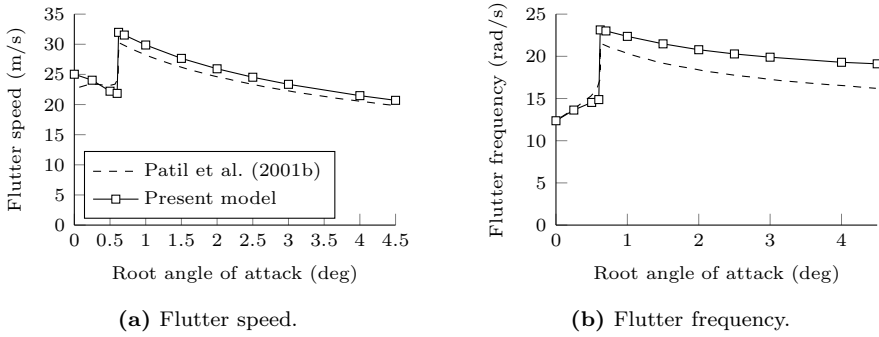 35
30
25
20
15
10
5
0
Flutter speed (m/s)
Patil et al. (2001b)
Present model
0 0.5 1 1.5 2 2.5 3 3.5 4 4.5
Root angle of attack (deg)
(a) Flutter speed.
25
20
15
10
5
0
Flutter frequency (rad/s)
0 1 2 3 4
Root angle of attack (deg)
(b) Flutter frequency.